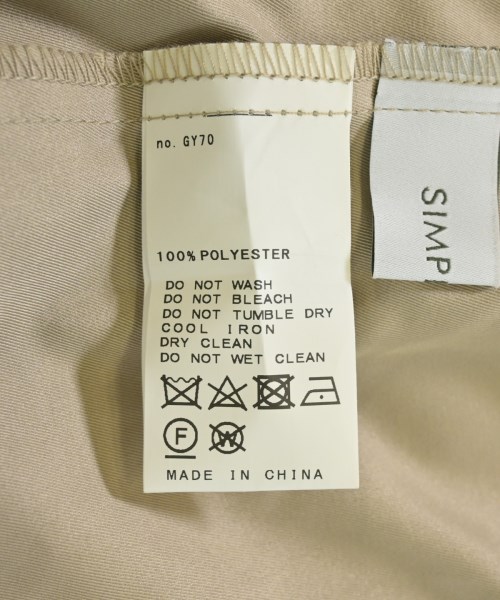 no. GY70
100% POLYESTER
DO NOT WASH
DO NOT BLEACH
DO NOT TUMBLE DRY
COOL IRON
DRY CLEAN
DO NOT WET CLEAN
F
W
MADE IN CHINA